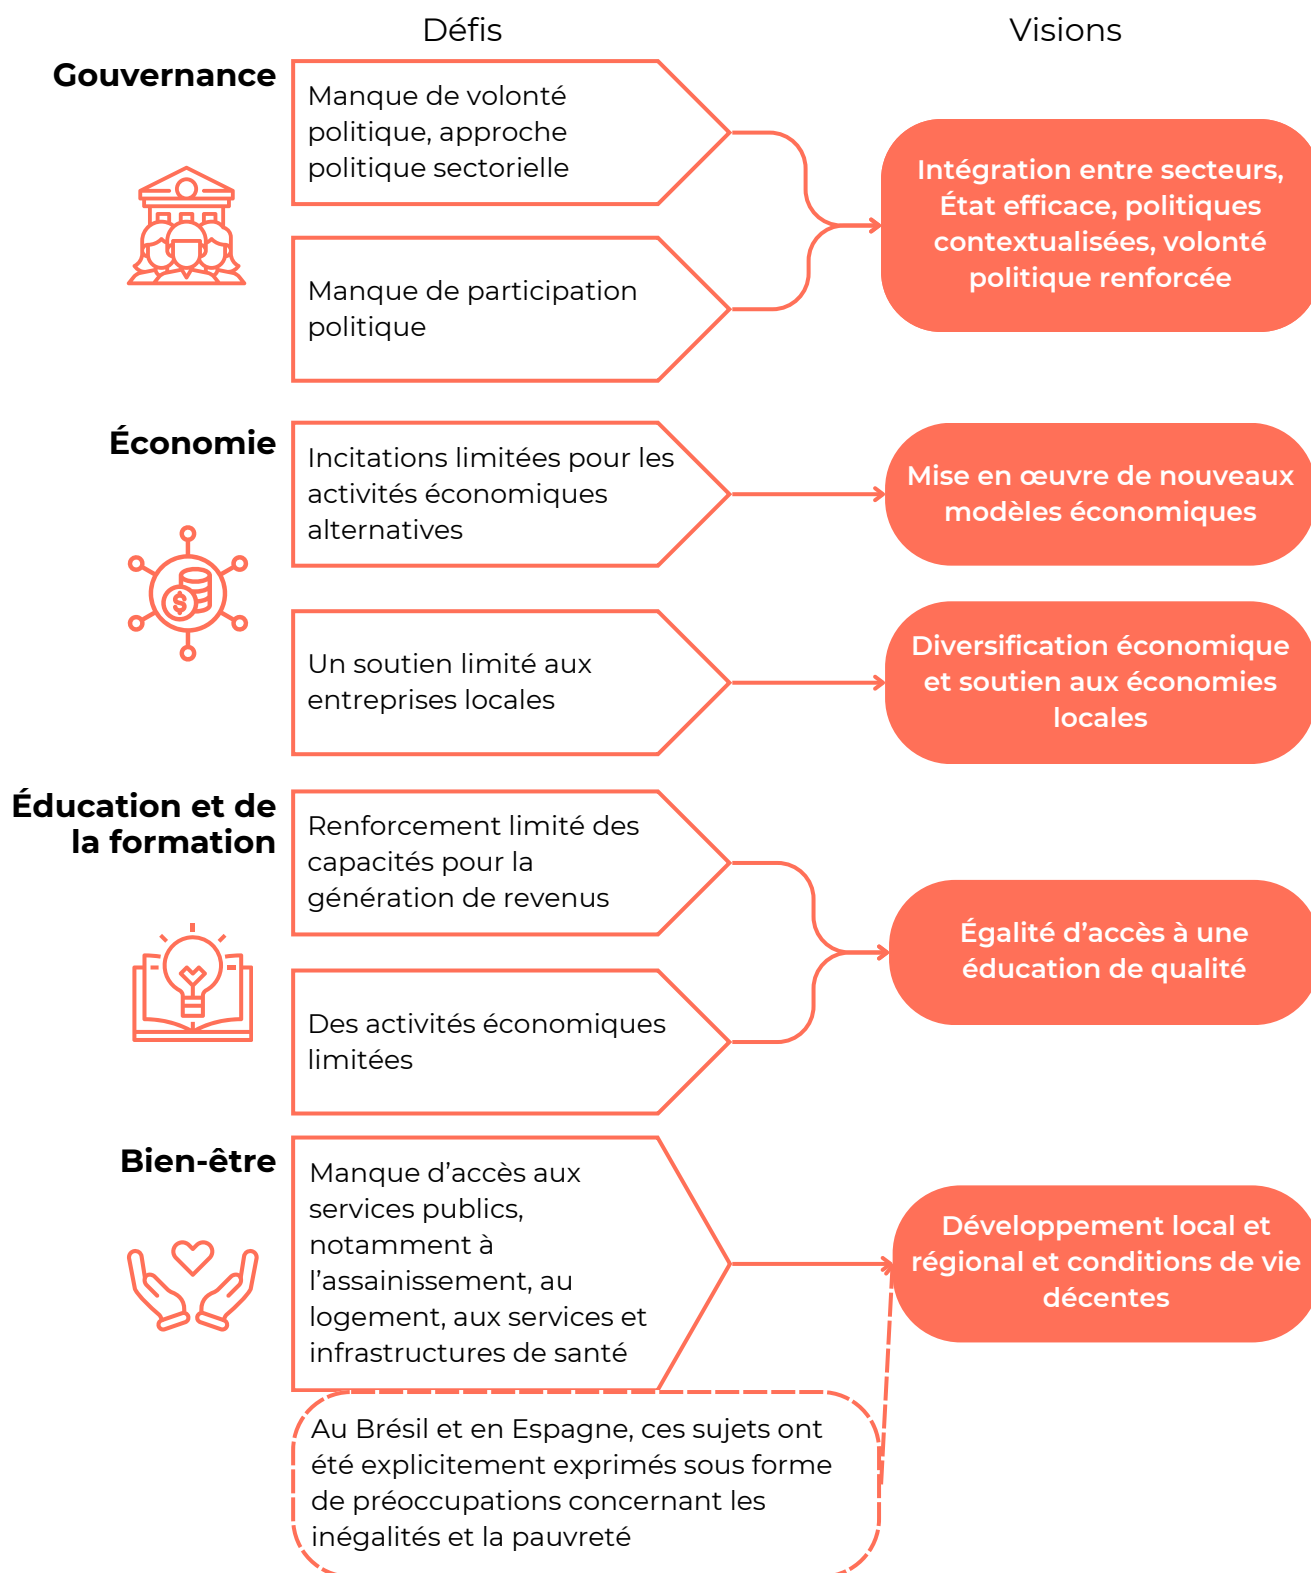 Défis
Visions
Gouvernance
Manque de volonté
politique, approche
politique sectorielle
Manque de participation
politique
Intégration entre secteurs,
État efficace, politiques
contextualisées, volonté
politique renforcée
Économie
Incitations limitées pour les
activités économiques
alternatives
Mise en œuvre de nouveaux
modèles économiques
$
Un soutien limité aux
entreprises locales
Diversification économique
et soutien aux économies
locales
Éducation et de
la formation
Renforcement limité des
capacités pour la
génération de revenus
Des activités économiques
limitées
Égalité d’accès à une
éducation de qualité
Bien-être
Manque d’accès aux
services publics,
notamment à
l’assainissement, au
logement, aux services et
infrastructures de santé
Développement local et
régional et conditions de vie
décentes
Au Brésil et en Espagne, ces sujets ont
été explicitement exprimés sous forme
de préoccupations concernant les
inégalités et la pauvreté